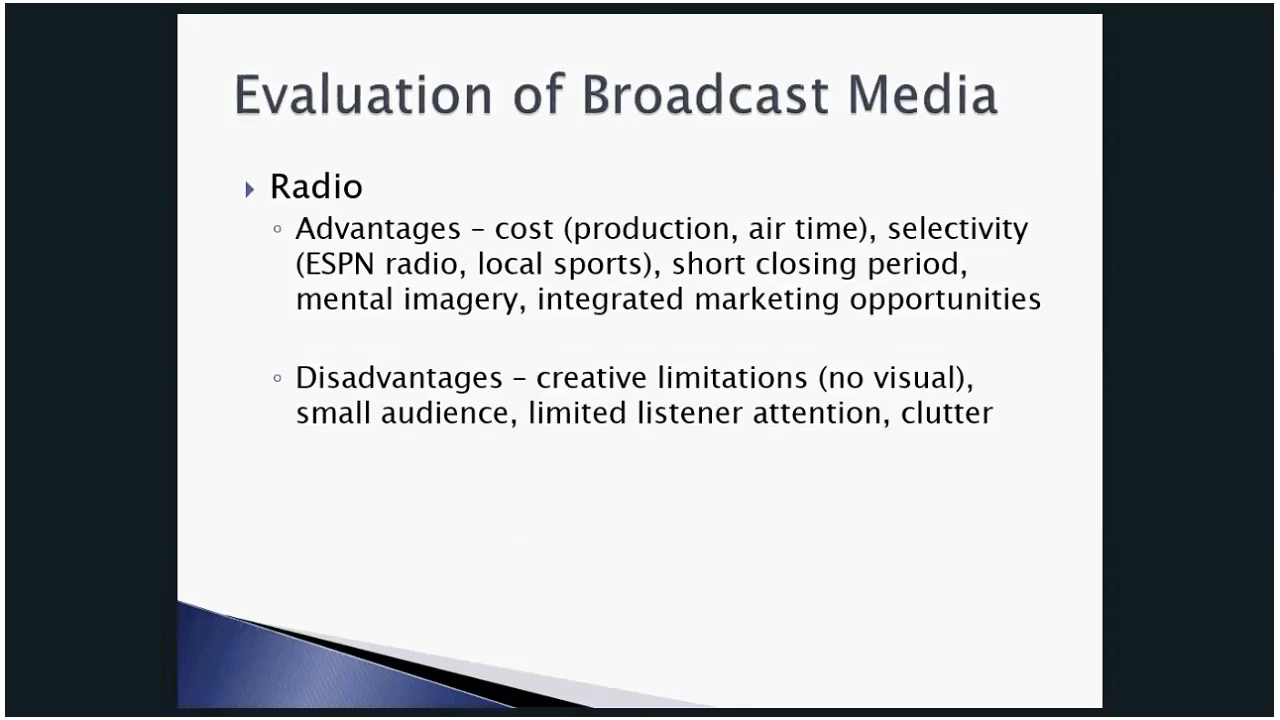 Evaluation of Broadcast Media
Radio
Advantages – cost (production, air time), selectivity
(ESPN radio, local sports), short closing period,
mental imagery, integrated marketing opportunities
Disadvantages – creative limitations (no visual),
small audience, limited listener attention, clutter